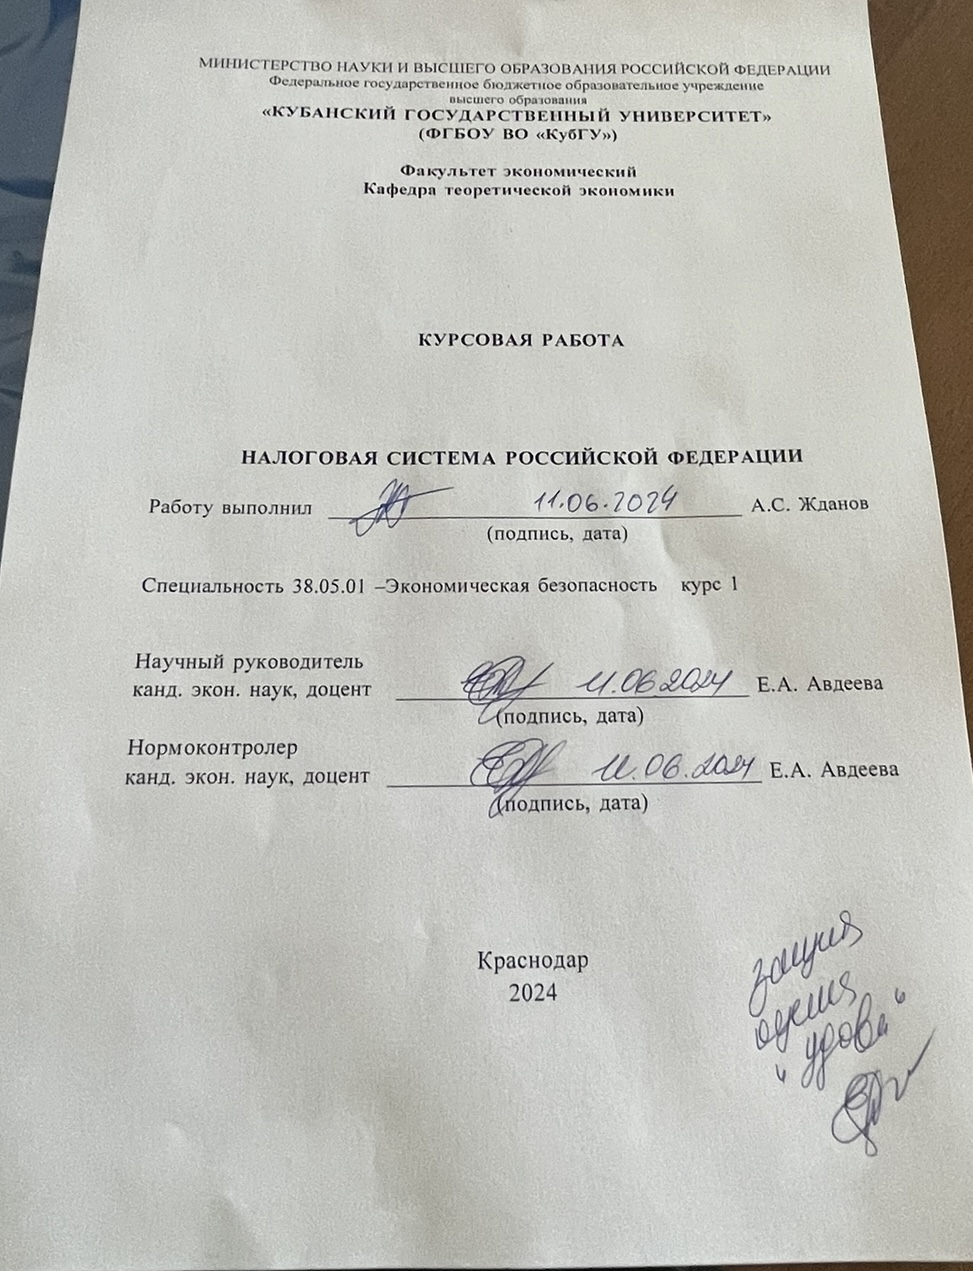 МИНИСТЕРСТВО НАУКИ И ВЫСШЕГО ОБРАЗОВАНИЯ РОССИЙСКОЙ ФЕДЕРАЦИИ
Федеральное государственное бюджетное образовательное учреждение
высшего образования
«КУБАНСКИЙ ГОСУДАРСТВЕННЫЙ УНИВЕРСИТЕТ»
(ФГБОУ ВО «КубГУ»)
Факультет экономический
Кафедра теоретической экономики
КУРСОВАЯ РАБОТА
НАЛОГОВАЯ СИСТЕМА РОССИЙСКОЙ ФЕДЕРАЦИИ
Работу выполнил 11.06.2024 А.С. Жданов
(подпись, дата)
Специальность 38.05.01 –Экономическая безопасность курс 1
Научный руководитель
канд. экон. наук, доцент 11.06.2024 Е.А. Авдеева
(подпись, дата)
Нормоконтролер
канд. экон. наук, доцент 11.06.2024 Е.А. Авдеева
(подпись, дата)
Краснодар
2024
оценка
"удовл"